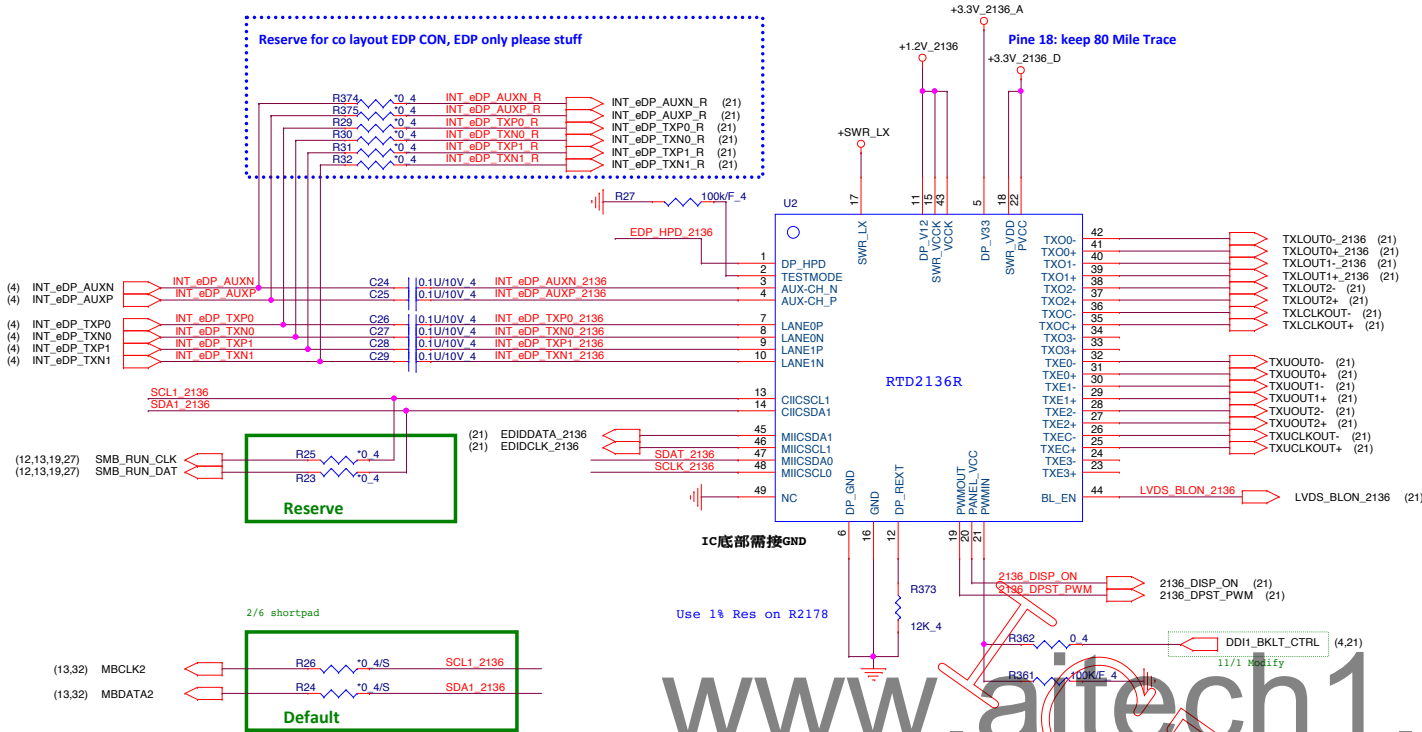 +3.3V_2136_A
Reserve for co layout EDP CON, EDP only please stuff
Pine 18: keep 80 Mile Trace
+1.2V_2136
+3.3V_2136_D
R374 *0_4 INT_eDP_AUXN_R INT_eDP_AUXN_R (21)
R375 *0_4 INT_eDP_AUXP_R INT_eDP_AUXP_R (21)
R29 *0_4 INT_eDP_TXP0_R INT_eDP_TXP0_R (21)
R30 *0_4 INT_eDP_TXN0_R INT_eDP_TXN0_R (21)
R31 *0_4 INT_eDP_TXP1_R INT_eDP_TXP1_R (21)
R32 *0_4 INT_eDP_TXN1_R INT_eDP_TXN1_R (21)
+SWR_LX
R27 100k/F_4
U2
17 11 15 43 5 18 22
SWR_LX DP_V12 SWR_VCCK VCCK DP_V33 SWR_VDD PVCC
EDP_HPD_2136
1 DP_HPD
2 TESTMODE
(4) INT_eDP_AUXN INT_eDP_AUXN C24 0.1U/10V_4 INT_eDP_AUXN_2136 3 AUX-CH_N
(4) INT_eDP_AUXP INT_eDP_AUXP C25 0.1U/10V_4 INT_eDP_AUXP_2136 4 AUX-CH_P
(4) INT_eDP_TXP0 INT_eDP_TXP0 C26 0.1U/10V_4 INT_eDP_TXP0_2136 7 LANE0P
(4) INT_eDP_TXN0 INT_eDP_TXN0 C27 0.1U/10V_4 INT_eDP_TXN0_2136 8 LANE0N
(4) INT_eDP_TXP1 INT_eDP_TXP1 C28 0.1U/10V_4 INT_eDP_TXP1_2136 9 LANE1P
(4) INT_eDP_TXN1 INT_eDP_TXN1 C29 0.1U/10V_4 INT_eDP_TXN1_2136 10 LANE1N
TXO0- 42 TXLOUT0-_2136 (21)
TXO0+ 41 TXLOUT0+_2136 (21)
TXO1- 40 TXLOUT1-_2136 (21)
TXO1+ 39 TXLOUT1+_2136 (21)
TXO2- 38 TXLOUT2- (21)
TXO2+ 37 TXLOUT2+ (21)
TXOC- 36 TXLCLKOUT- (21)
TXOC+ 35 TXLCLKOUT+ (21)
TXO3- 34
TXO3+ 33
TXE0- 32 TXUOUT0- (21)
TXE0+ 31 TXUOUT0+ (21)
TXE1- 30 TXUOUT1- (21)
TXE1+ 29 TXUOUT1+ (21)
TXE2- 28 TXUOUT2- (21)
TXE2+ 27 TXUOUT2+ (21)
TXEC- 26 TXUCLKOUT- (21)
TXEC+ 25 TXUCLKOUT+ (21)
TXE3- 24
TXE3+ 23
BL_EN 44 LVDS_BLON_2136 LVDS_BLON_2136 (21)
RTD2136R
SCL1_2136 13 CIICSCL1
SDA1_2136 14 CIICSDA1
(21) EDIDDATA_2136 45 MIICSDA1
(21) EDIDCLK_2136 46 MIICSCL1
SDAT_2136 47 MIICSDA0
SCLK_2136 48 MIICSCL0
49 NC
(12,13,19,27) SMB_RUN_CLK R25 *0_4
(12,13,19,27) SMB_RUN_DAT R23 *0_4
Reserve
DP_GND GND DP_REXT PWMOUT PANEL_VCC PWMIN
6 16 12 19 20 21
IC底部需接GND
2136_DISP_ON 2136_DISP_ON (21)
2136_DPST_PWM 2136_DPST_PWM (21)
R373
12K_4
Use 1% Res on R2178
R362 0_4 DDI1_BKLT_CTRL (4,21)
11/1 Modify
R361 100K/F_4
2/6 shortpad
(13,32) MBCLK2 R26 *0_4/S SCL1_2136
(13,32) MBDATA2 R24 *0_4/S SDA1_2136
Default
www.aitech1.